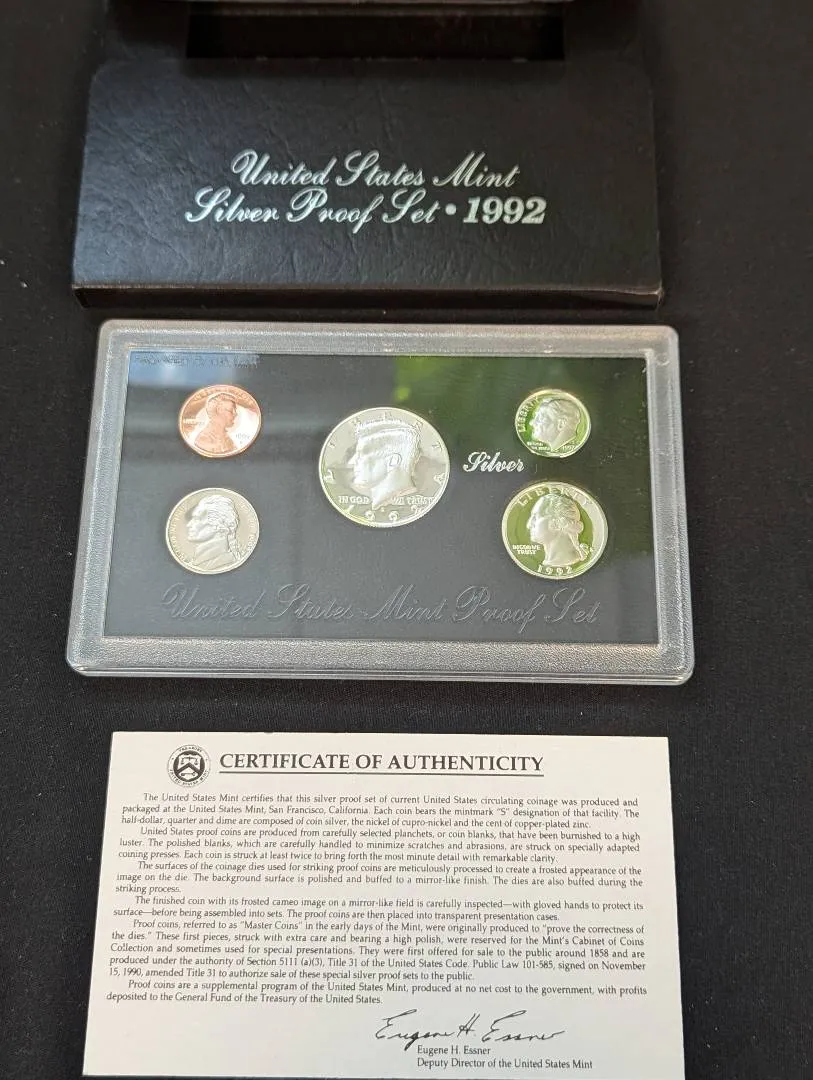 United States Mint
Silver Proof Set • 1992
LIBERTY
LIBERTY
IN GOD WE TRUST
1992
Silver
LIBERTY
IN GOD WE
TRUST
1992
United States Mint Proof Set
CERTIFICATE OF AUTHENTICITY
The United States Mint certifies that this silver proof set of current United States circulating coinage was produced and
packaged at the United States Mint, San Francisco, California. Each coin bears the mintmark "S" designation of that facility. The
half-dollar, quarter and dime are composed of coin silver, the nickel of cupro-nickel and the cent of copper-plated zinc.
United States proof coins are produced from carefully selected planchets, or coin blanks, that have been burnished to a high
luster. The polished blanks, which are carefully handled to minimize scratches and abrasions, are struck on specially adapted
coining presses. Each coin is struck at least twice to bring forth the most minute detail with remarkable clarity.
The surfaces of the coinage dies used for striking proof coins are meticulously processed to create a frosted appearance of the
image on the die. The background surface is polished and buffed to a mirror-like finish. The dies are also buffed during the
striking process.
The finished coin with its frosted cameo image on a mirror-like field is carefully inspected—with gloved hands to protect its
surface—before being assembled into sets. The proof coins are then placed into transparent presentation cases.
Proof coins, referred to as "Master Coins" in the early days of the Mint, were originally produced to "prove the correctness of
the dies." These first pieces, struck with extra care and bearing a high polish, were reserved for the Mint's Cabinet of Coins
Collection and sometimes used for special presentations. They were first offered for sale to the public around 1858 and are
produced under the authority of Section 5111 (a)(3), Title 31 of the United States Code. Public Law 101-585, signed on November
15, 1990, amended Title 31 to authorize sale of these special silver proof sets to the public.
Proof coins are a supplemental program of the United States Mint, produced at no net cost to the government, with profits
deposited to the General Fund of the Treasury of the United States.
Eugene H. Essner
Eugene H. Essner
Deputy Director of the United States Mint